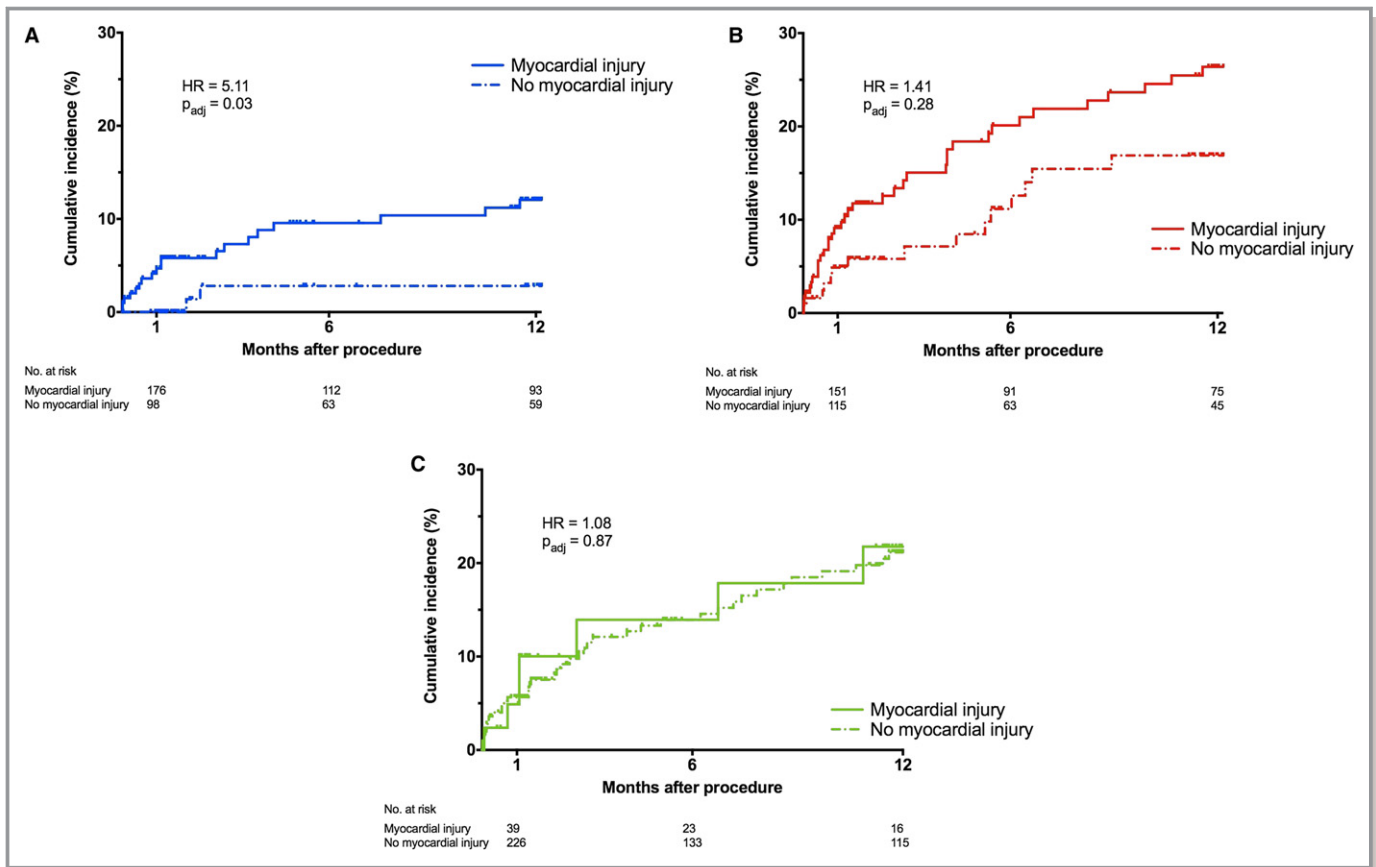 A
30
20
10
0
Cumulative incidence (%)
HR = 5.11
padj = 0.03
Myocardial injury
No myocardial injury
1 6 12
Months after procedure
No. at risk
Myocardial injury 176 112 93
No myocardial injury 98 63 59
B
30
20
10
0
Cumulative incidence (%)
HR = 1.41
padj = 0.28
Myocardial injury
No myocardial injury
1 6 12
Months after procedure
No. at risk
Myocardial injury 151 91 75
No myocardial injury 115 63 45
C
30
20
10
0
Cumulative incidence (%)
HR = 1.08
padj = 0.87
Myocardial injury
No myocardial injury
1 6 12
Months after procedure
No. at risk
Myocardial injury 39 23 16
No myocardial injury 226 133 115